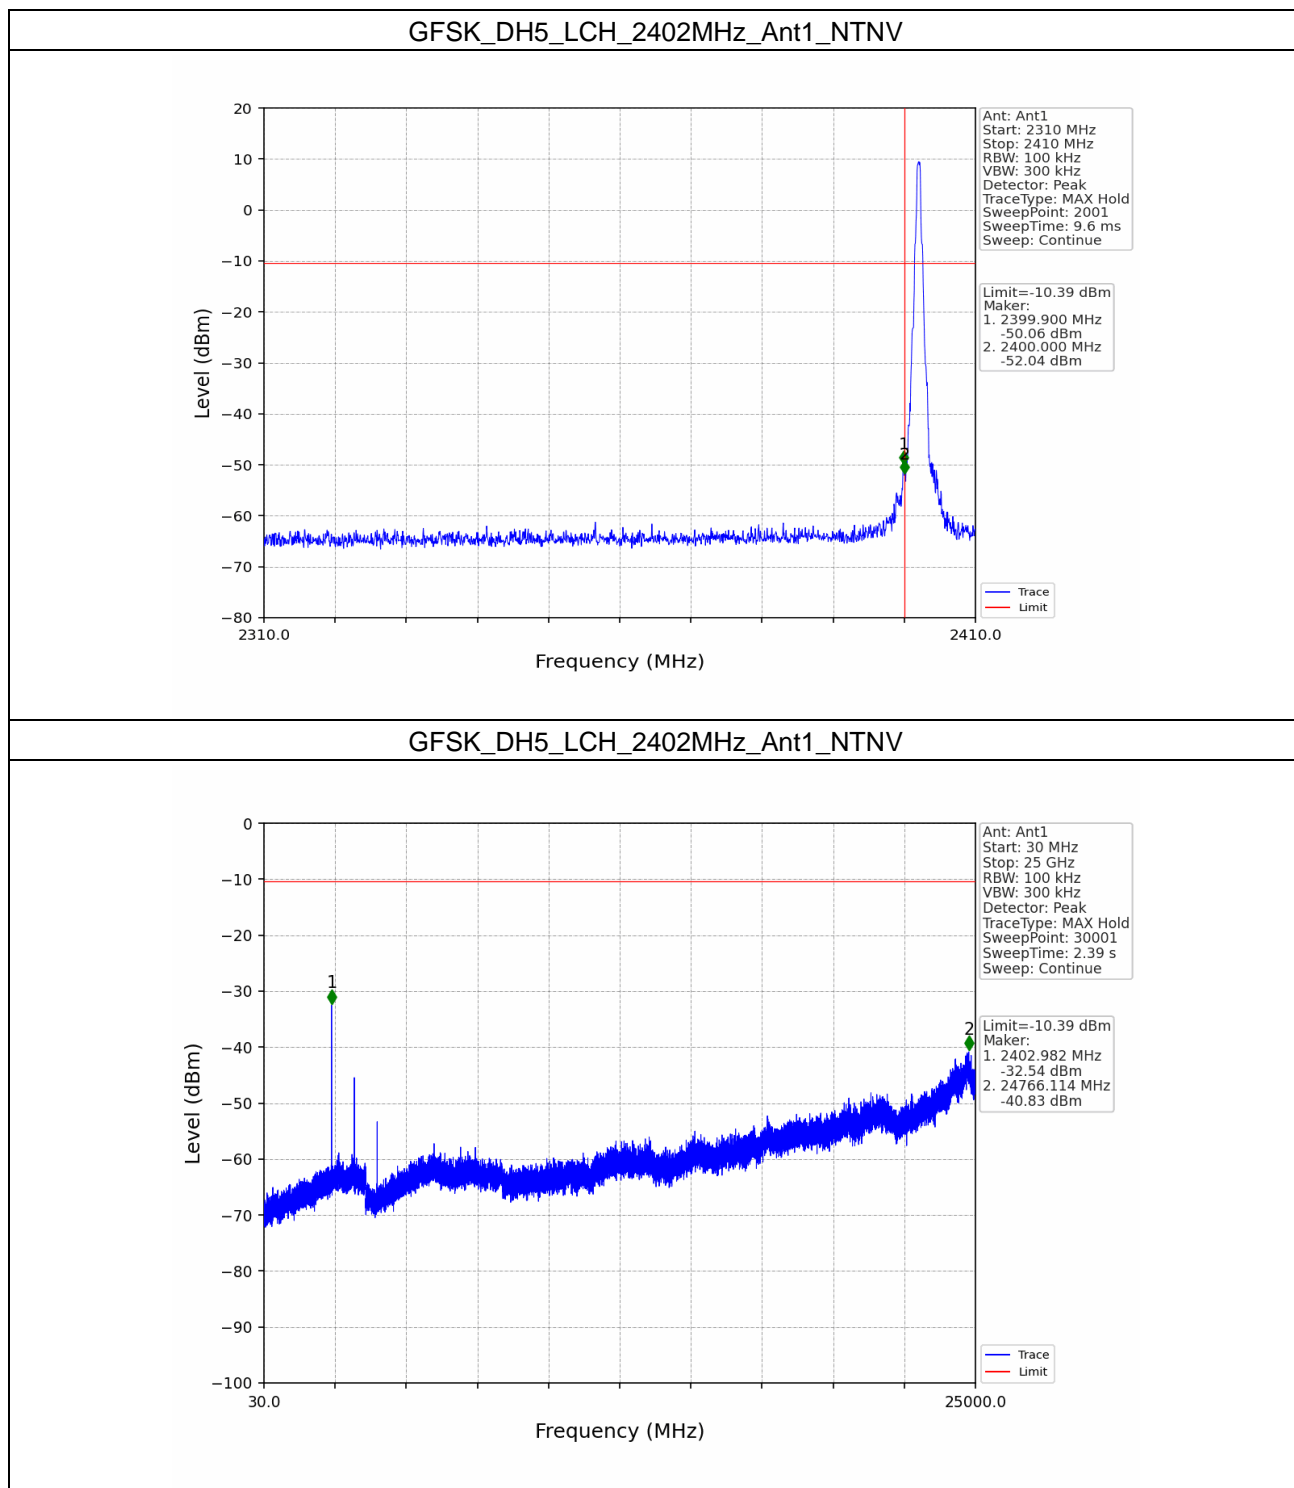 GFSK_DH5_LCH_2402MHz_Ant1_NTNV
20
10
0
−10
−20
−30
−40
−50
−60
−70
−80
Level (dBm)
1
2
2310.0
2410.0
Frequency (MHz)
Ant: Ant1
Start: 2310 MHz
Stop: 2410 MHz
RBW: 100 kHz
VBW: 300 kHz
Detector: Peak
TraceType: MAX Hold
SweepPoint: 2001
SweepTime: 9.6 ms
Sweep: Continue
Limit=-10.39 dBm
Maker:
1. 2399.900 MHz
-50.06 dBm
2. 2400.000 MHz
-52.04 dBm
Trace
Limit
GFSK_DH5_LCH_2402MHz_Ant1_NTNV
0
−10
−20
−30
−40
−50
−60
−70
−80
−90
−100
Level (dBm)
1
2
30.0
25000.0
Frequency (MHz)
Ant: Ant1
Start: 30 MHz
Stop: 25 GHz
RBW: 100 kHz
VBW: 300 kHz
Detector: Peak
TraceType: MAX Hold
SweepPoint: 30001
SweepTime: 2.39 s
Sweep: Continue
Limit=-10.39 dBm
Maker:
1. 2402.982 MHz
-32.54 dBm
2. 24766.114 MHz
-40.83 dBm
Trace
Limit